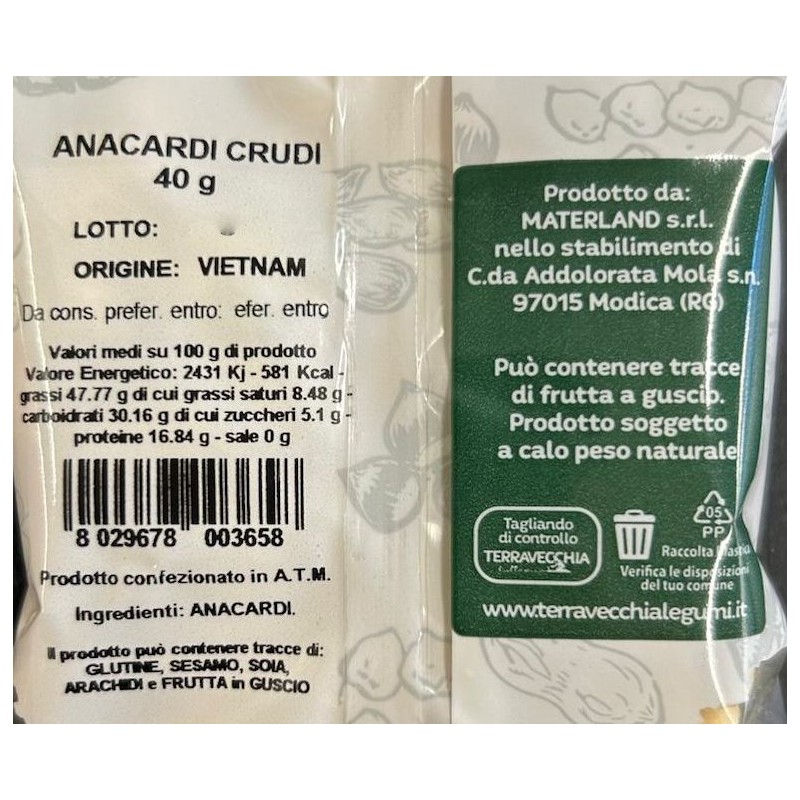 ANACARDI CRUDI
40 g
LOTTO:
ORIGINE: VIETNAM
Da cons. prefer. entro: efer. entro
Valori medi su 100 g di prodotto
Valore Energetico: 2431 Kj - 581 Kcal -
grassi 47.77 g di cui grassi saturi 8.48 g -
carboidrati 30.16 g di cui zuccheri 5.1 g -
proteine 16.84 g - sale 0 g
8 029678 003658
Prodotto confezionato in A.T.M.
Ingredienti: ANACARDI.
Il prodotto può contenere tracce di:
GLUTINE, SESAMO, SOIA,
ARACHIDI e FRUTTA in GUSCIO
Prodotto da:
MATERLAND s.r.l.
nello stabilimento di
C.da Addolorata Mola s.n.
97015 Modica (RG)
Può contenere tracce
di frutta a guscio.
Prodotto soggetto
a calo peso naturale
Tagliando
di controllo
TERRAVECCHIA
05
PP
Raccolta plastica
Verifica le disposizioni
del tuo comune
www.terravecchialegumi.it